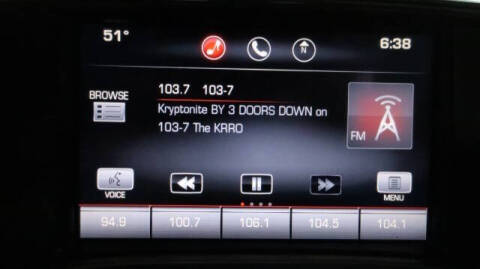 51°
N
6:38
103.7 103-7
BROWSE
Kryptonite BY 3 DOORS DOWN on
103-7 The KRRO
FM
VOICE
MENU
94.9 100.7 106.1 104.5 104.1